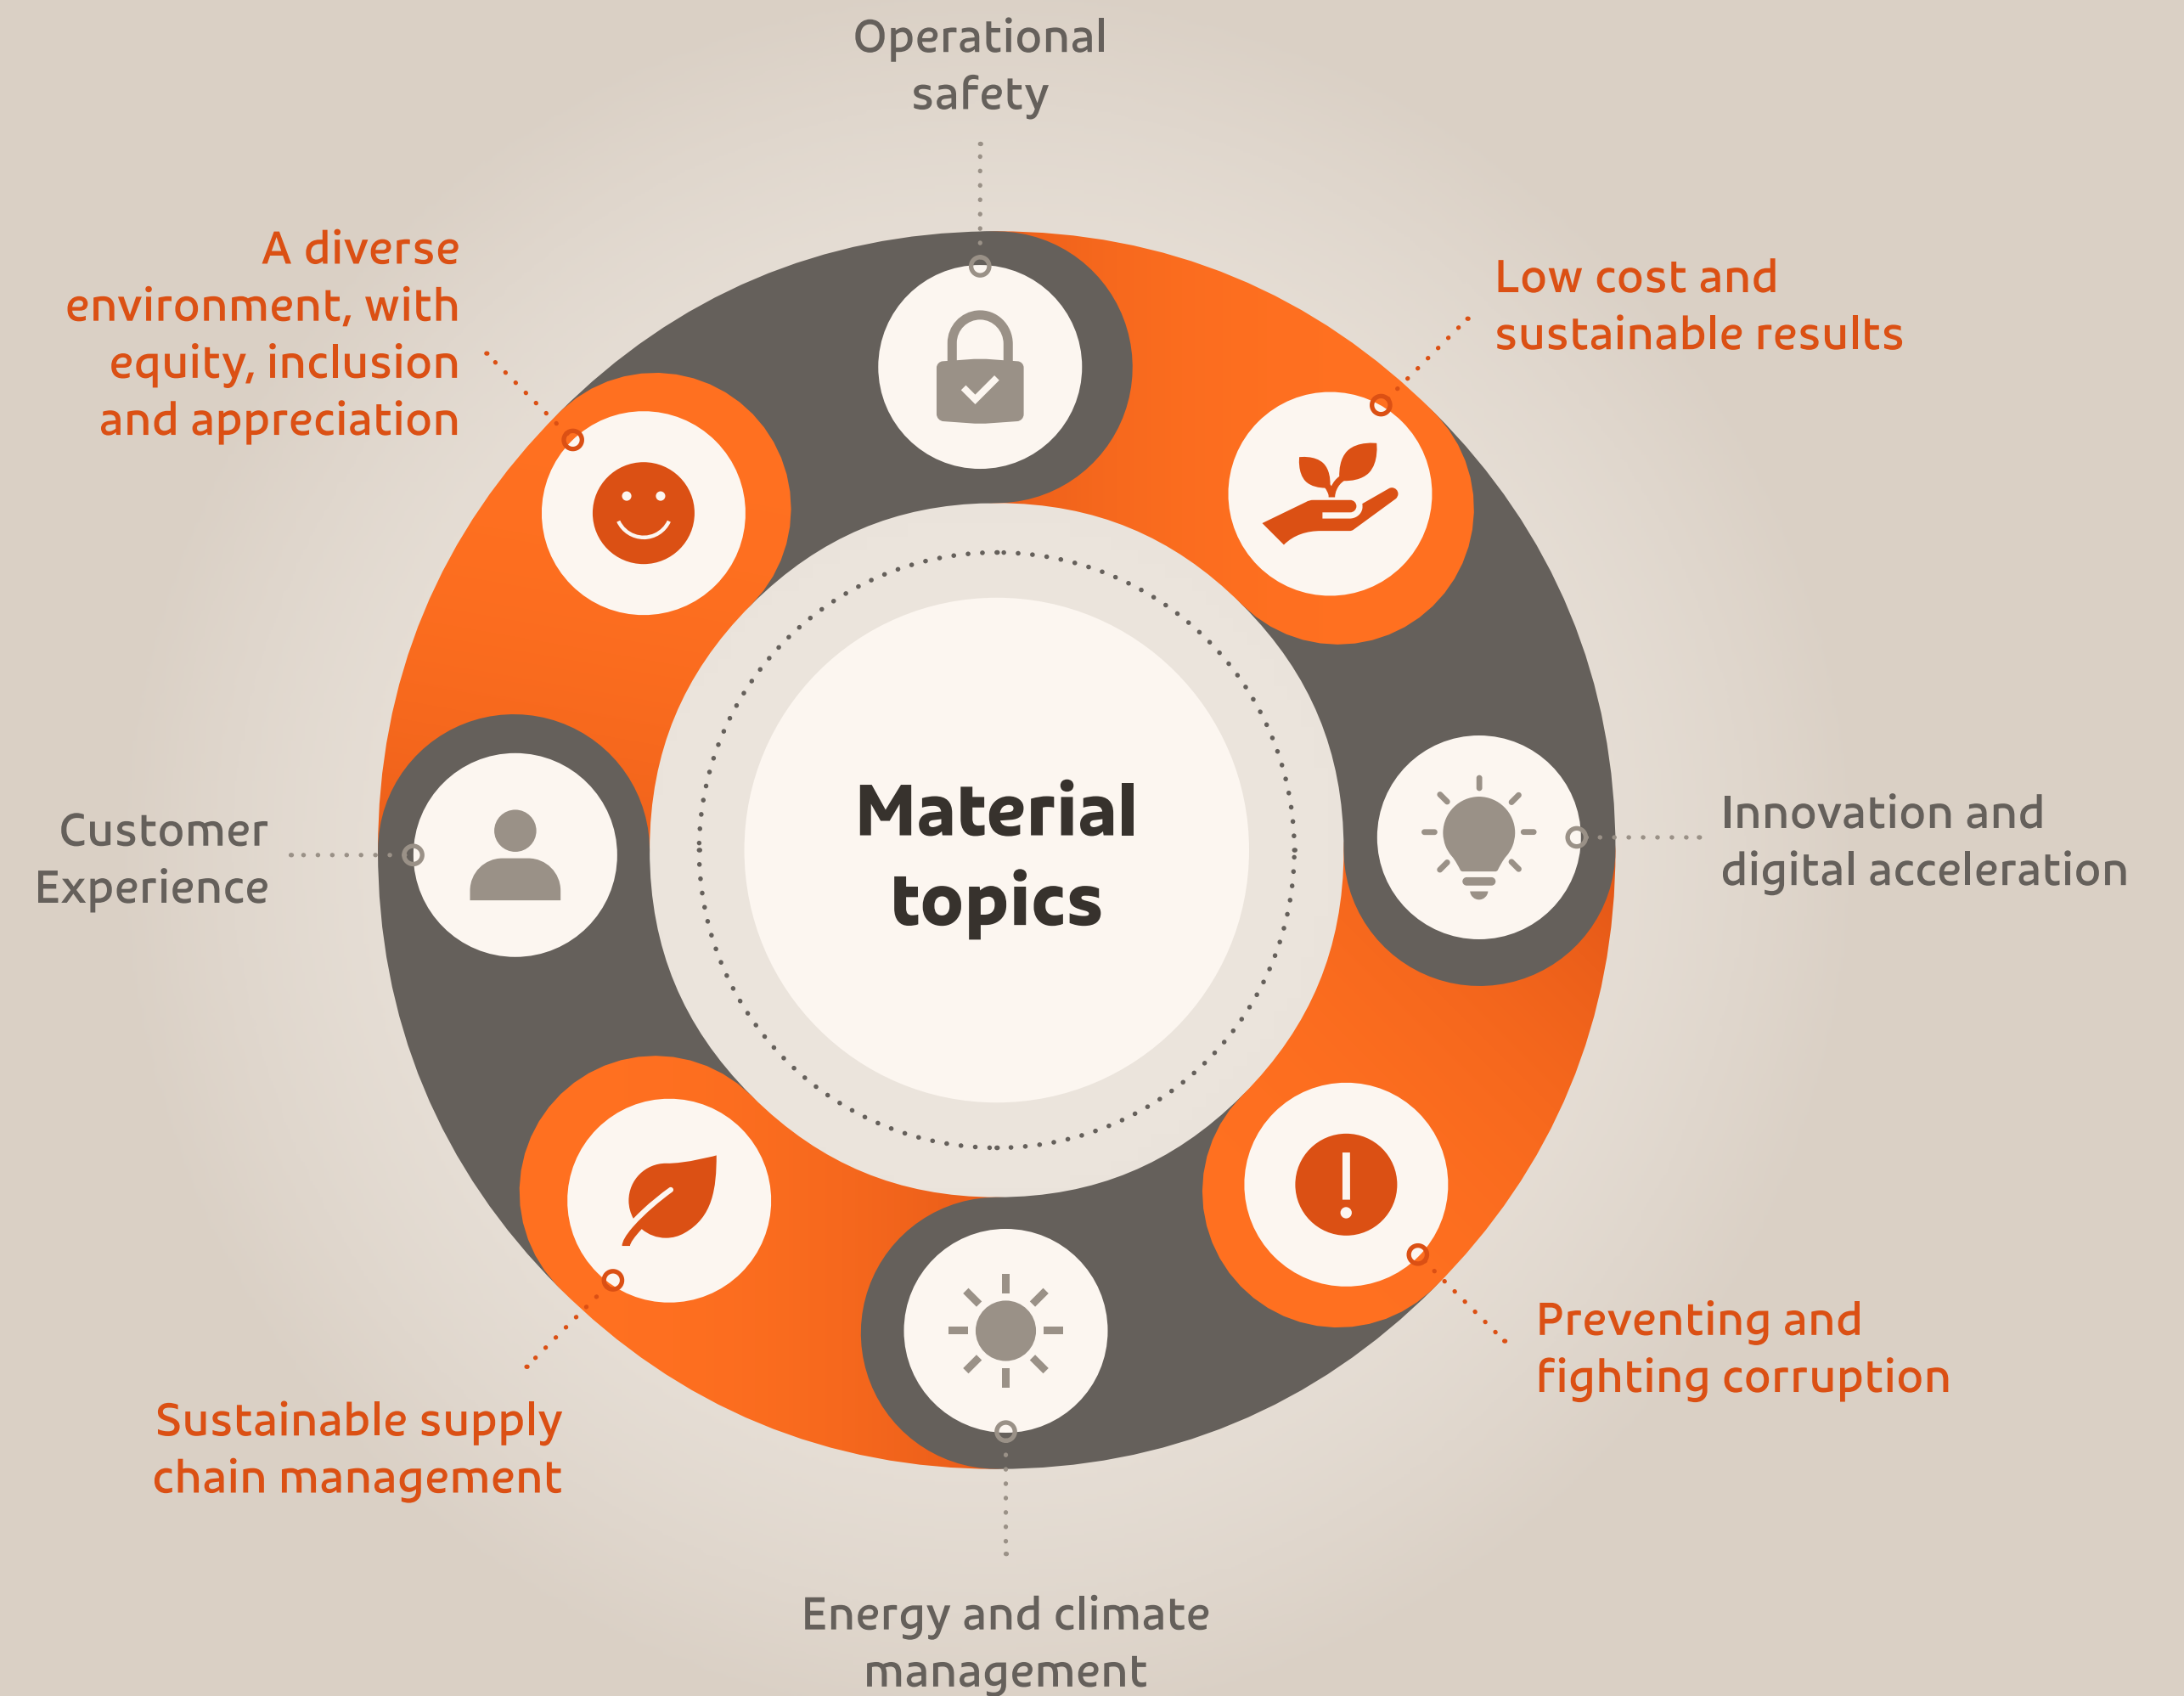 Operational
safety
A diverse
environment, with
equity, inclusion
and appreciation
Low cost and
sustainable results
Material
topics
Customer
Experience
Innovation and
digital acceleration
Preventing and
fighting corruption
Sustainable supply
chain management
Energy and climate
management